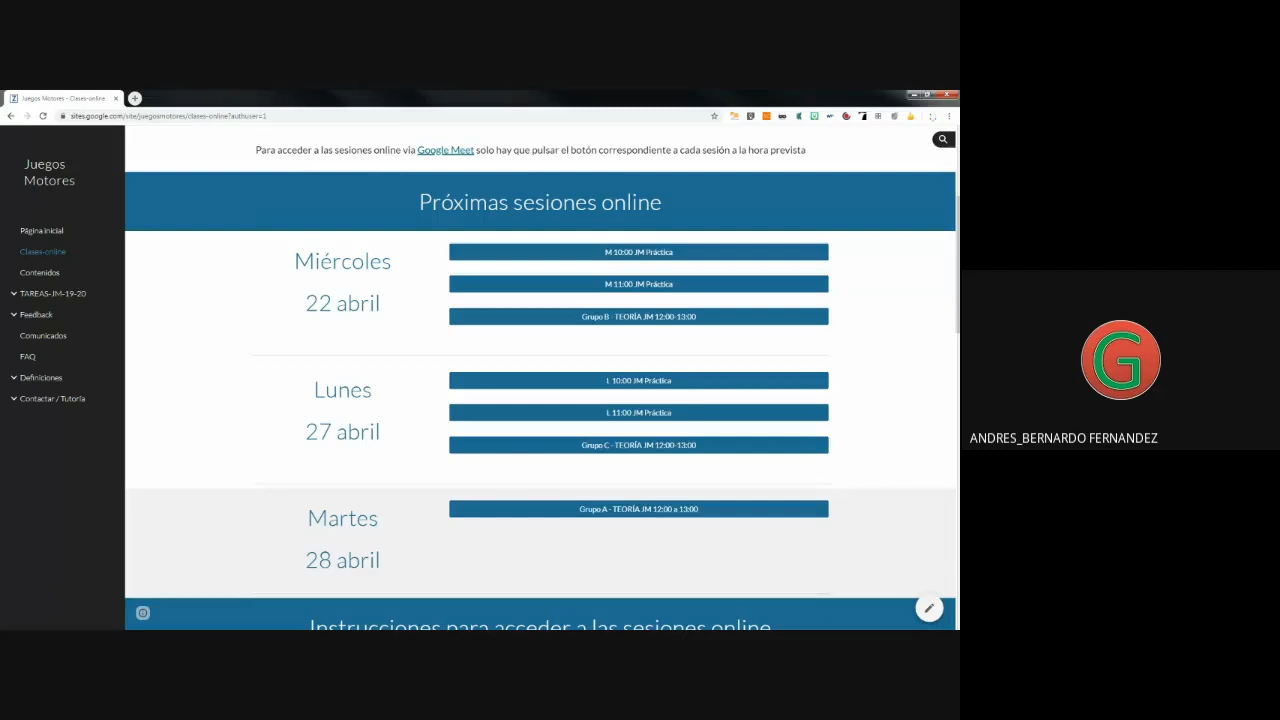 Juegos Motores - Clases-online
sites.google.com/site/juegosmotores/clases-online?authuser=1
Juegos
Motores
Página inicial
Clases-online
Contenidos
TAREAS-JM-19-20
Feedback
Comunicados
FAQ
Definiciones
Contactar / Tutoría
Para acceder a las sesiones online via Google Meet solo hay que pulsar el botón correspondiente a cada sesión a la hora prevista
Próximas sesiones online
Miércoles
22 abril
M 10:00 JM Práctica
M 11:00 JM Práctica
Grupo B - TEORÍA JM 12:00-13:00
Lunes
27 abril
L 10:00 JM Práctica
L 11:00 JM Práctica
Grupo C - TEORÍA JM 12:00-13:00
Martes
28 abril
Grupo A - TEORÍA JM 12:00 a 13:00
Instrucciones para acceder a las sesiones online
G
ANDRES_BERNARDO FERNANDEZ